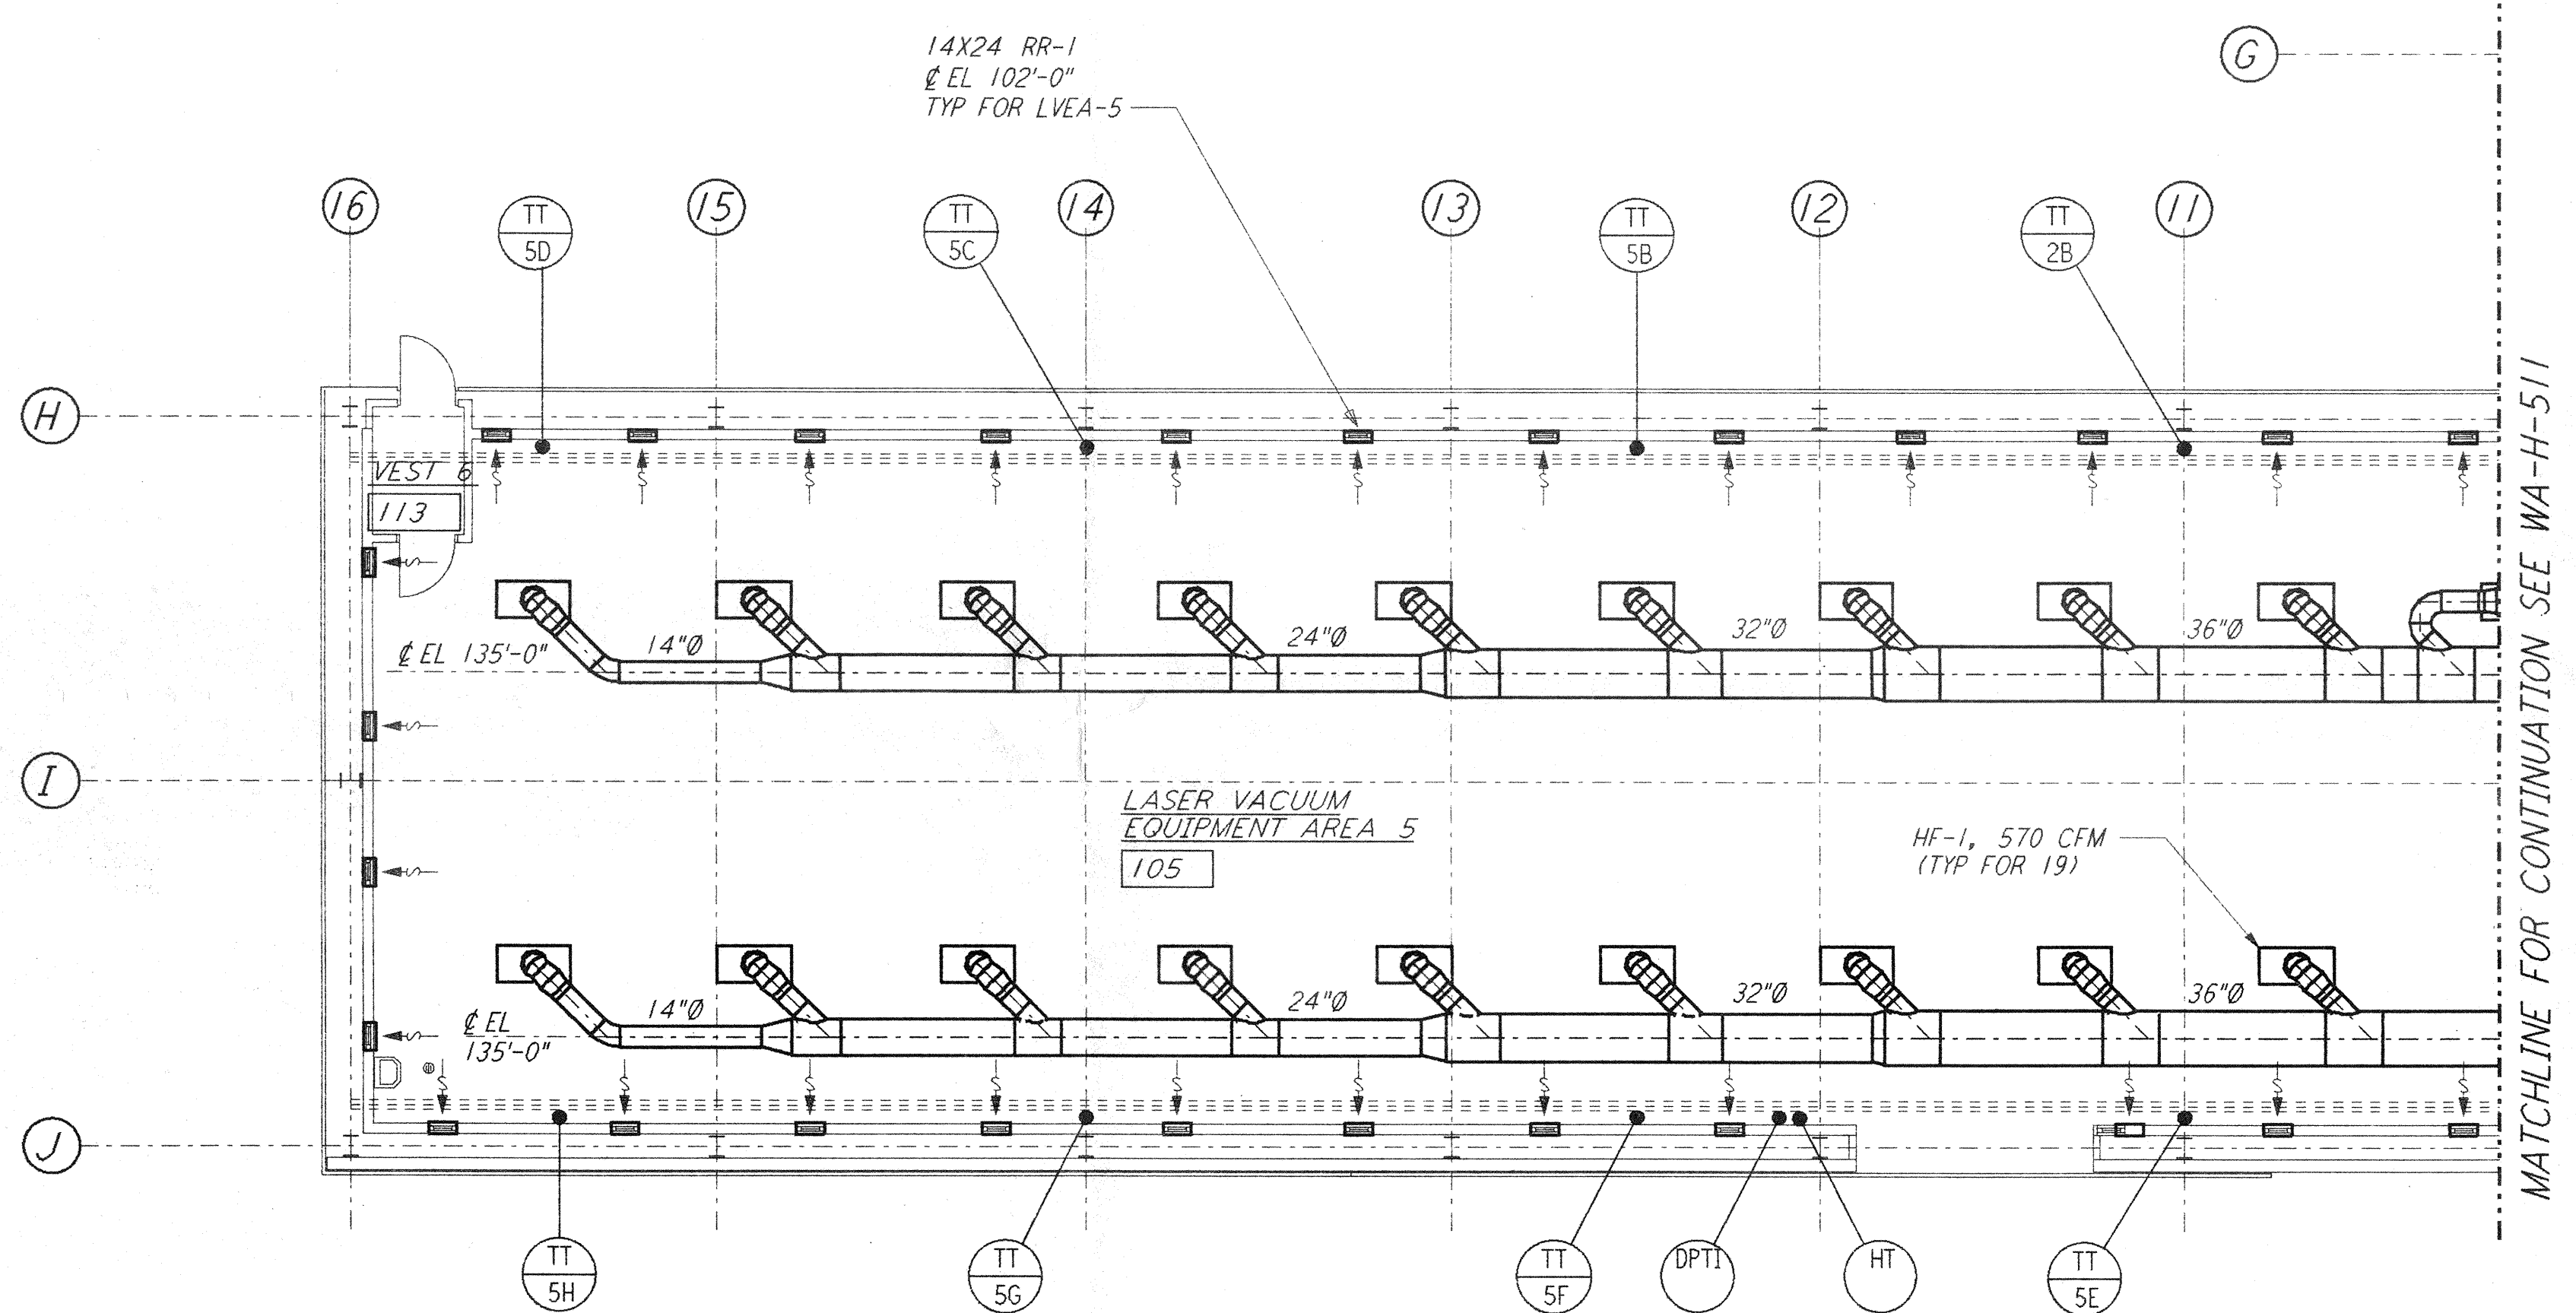 14X24 RR-1
℄ EL 102'-0"
TYP FOR LVEA-5
G
16
TT
5D
15
TT
5C
14
13
TT
5B
12
TT
2B
11
H
VEST 6
113
℄ EL 135'-0"
14"Ø
24"Ø
32"Ø
36"Ø
I
LASER VACUUM
EQUIPMENT AREA 5
105
HF-1, 570 CFM
(TYP FOR 19)
℄ EL
135'-0"
14"Ø
24"Ø
32"Ø
36"Ø
J
TT
5H
TT
5G
TT
5F
DPTI
HT
TT
5E
MATCHLINE FOR CONTINUATION SEE WA-H-511